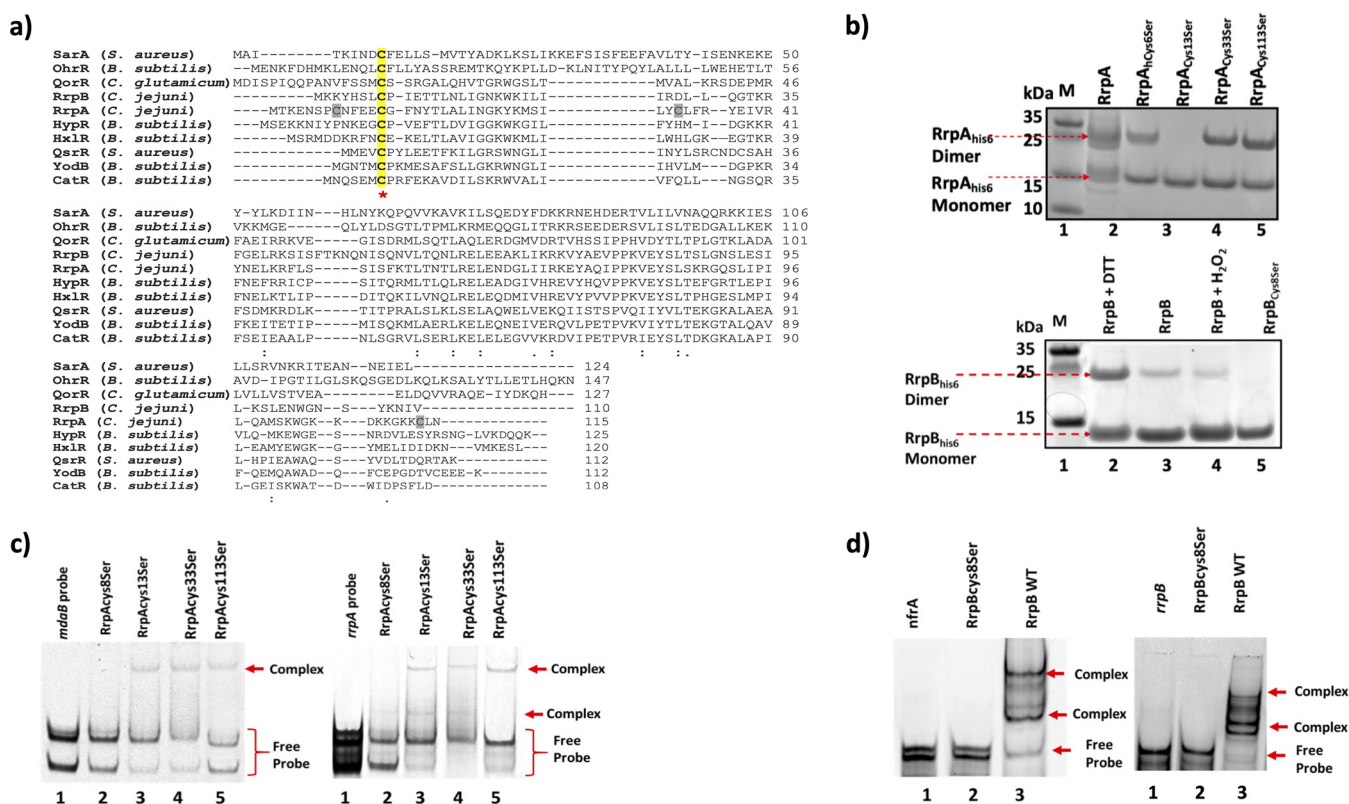 a)
SarA (S. aureus) MAI------TKINDCFELLS-MVTYADKLKSLIKKEFSISFEEFAVLTY-ISENKEKE 50
OhrR (B. subtilis) MENKFDHMKLENQLCFLLYASSREMTKQYKPLLD-KLNITYPQYLALLL-LWEHETLT 56
QorR (C. glutamicum) MDISPIQQPANVFSSMCS-SRGALQHVTGRWGSLT--------IVALRD-RSKDEPMR 49
RrpB (C. jejuni) ---------MKKYHSLCP-IETTLNLIGNKWKILI--------IRDL-L-QGTKR 35
RrpA (C. jejuni) -----MTKENSPCNFEECG-FNYTLALINGKYKMSI--------LYCLFR-YEIVR 41
HypR (B. subtilis) ----MSEKKNIYPNKEGCP-VEFTLDVIGGKWKGIL--------FYHM-I-DGKKR 41
HxlR (B. subtilis) ------MSRMDDKRFNCE-KELTLAVIGGKWKMLI--------LWHLGK-EGTKR 39
QsrR (S. aureus) ---------MMEVCPYLEETFKILGRSWNGLI--------INYLSRCNDCSAH 36
YodB (B. subtilis) --------MGNTMCPKMESAFSLLGKRWNGLI--------IHVLM-DGPKR 35
CatR (B. subtilis) --------MNQSEMCPRFEKAVDILSKRWVALI--------VFQLL--NGSQR 35
*
SarA (S. aureus) Y-YLKDIIN---HLNYKQPQVVKAVKILSQEDYFDKKRNEHDERTVLILVNAQQRKKIES 106
OhrR (B. subtilis) VKKMGE------QLYLDSGTLTPMLKKMEQQGLITRKRSEEDERSVLISLTEDGALLKEK 110
QorR (C. glutamicum) FAEIRRKVE----GISDRMLSQTLAQLERDGMVDRTVHSSIPPHVDYTLTPLGTKLADA 101
RrpB (C. jejuni) FGELRKSISFTKNQNISQNVLTQNLRELEEAKLIKRKVYAEVPPRVEYSLTDLGNSLEPI 95
RrpA (C. jejuni) YNELKRFLS-----SISFKTLTNTLRELENDGLIIRKEYAQIPPKVEYSLSKRGQSLIPI 96
HypR (B. subtilis) FNEFRRICP-----SITQRMLTLQLRELEADGIVHREVYHQVPPKVEYSLTEFGRTLEPI 96
HxlR (B. subtilis) FNELKTLIP-----DITQKILVNQLRELEQDMIVHREVYPVVPPKVEYSLTPHGESLMPI 94
QsrR (S. aureus) FSDMKRDLK-----TITPRALSLKLSELAQWELVEKQIISTSPVQIIYVLTEKGKALAEA 91
YodB (B. subtilis) FKEITETIP-----MISQKMLAERLKELEQNEIVERQVLPETPVKVIYTLTEKGTALQAV 89
CatR (B. subtilis) FSEIEAALP-----NLSGRVLSERLKELELEGVVKRDVIPETPVRIEYSLTDKGKALAPI 90
: : : . : :.
SarA (S. aureus) LLSRVNKRITEAN--NEIEL------- 124
OhrR (B. subtilis) AVD-IPGTILGLSKQSGEDLKQLKSALYTLLETLHQKN 147
QorR (C. glutamicum) LVLLVSTVEA------ELDQVVRAQE-IYDKQH--- 127
RrpB (C. jejuni) L-KSLENWGN---S---YKNIV--------------- 110
RrpA (C. jejuni) L-QAMSKWGK---K---DKKGKKCLN----------- 115
HypR (B. subtilis) VLQ-MKEWGE---S---NRDVLESYRSNG-LVKDQQK--- 125
HxlR (B. subtilis) L-EAMYEWGK---G---YMELIDIDKN--VMKESL------ 120
QsrR (S. aureus) L-HPIEAWAQ---S---YVDLTDQRTAK------------- 112
YodB (B. subtilis) F-QEMQAWAD---Q---FCEPGDTVCEEEK----------- 112
CatR (B. subtilis) L-GEISKWAT---D---WIDPSFLD---------------- 108
: .
b)
kDa M RrpA RrpAhCys6Ser RrpACys13Ser RrpACys33Ser RrpACys113Ser
35
RrpAhis6 Dimer 25
RrpAhis6 Monomer 15
10
1 2 3 4 5
kDa M RrpB + DTT RrpB RrpB + H2O2 RrpBCys8Ser
35
RrpBhis6 Dimer 25
15
RrpBhis6 Monomer
1 2 3 4 5
c)
mdaB probe RrpAcys8Ser RrpAcys13Ser RrpAcys33Ser RrpAcys113Ser
Complex
Free Probe
1 2 3 4 5
rrpA probe RrpAcys8Ser RrpAcys13Ser RrpAcys33Ser RrpAcys113Ser
Complex
Complex
Free Probe
1 2 3 4 5
d)
nfrA RrpBcys8Ser RrpB WT
Complex
Complex
Free Probe
1 2 3
rrpB RrpBcys8Ser RrpB WT
Complex
Complex
Free Probe
1 2 3